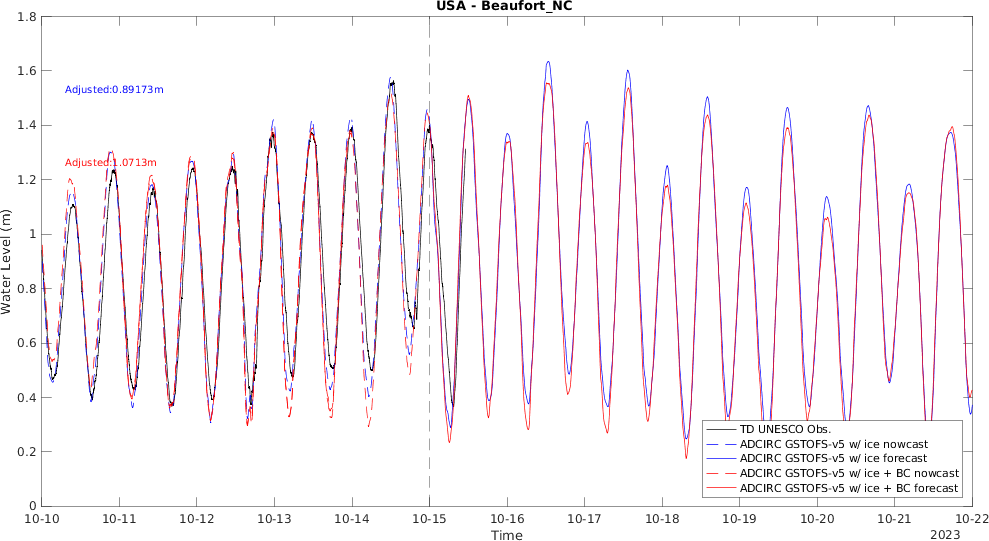 USA - Beaufort_NC
1.8
1.6
1.4
1.2
1
0.8
0.6
0.4
0.2
0
Water Level (m)
Adjusted:0.89173m
Adjusted:1.0713m
TD UNESCO Obs.
ADCIRC GSTOFS-v5 w/ ice nowcast
ADCIRC GSTOFS-v5 w/ ice forecast
ADCIRC GSTOFS-v5 w/ ice + BC nowcast
ADCIRC GSTOFS-v5 w/ ice + BC forecast
10-10 10-11 10-12 10-13 10-14 10-15 10-16 10-17 10-18 10-19 10-20 10-21 10-22
2023
Time